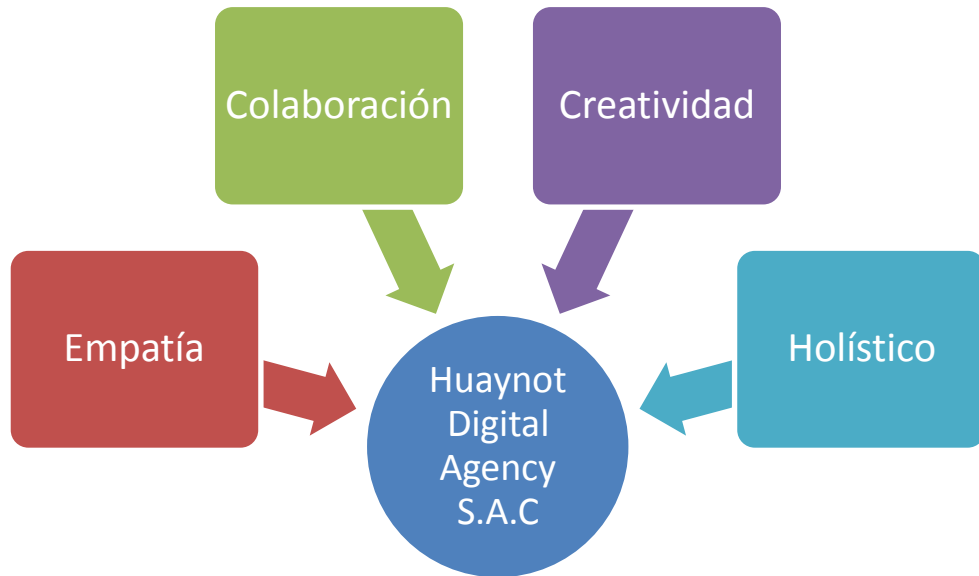 Colaboración
Creatividad
Empatía
Holístico
Huaynot
Digital
Agency
S.A.C